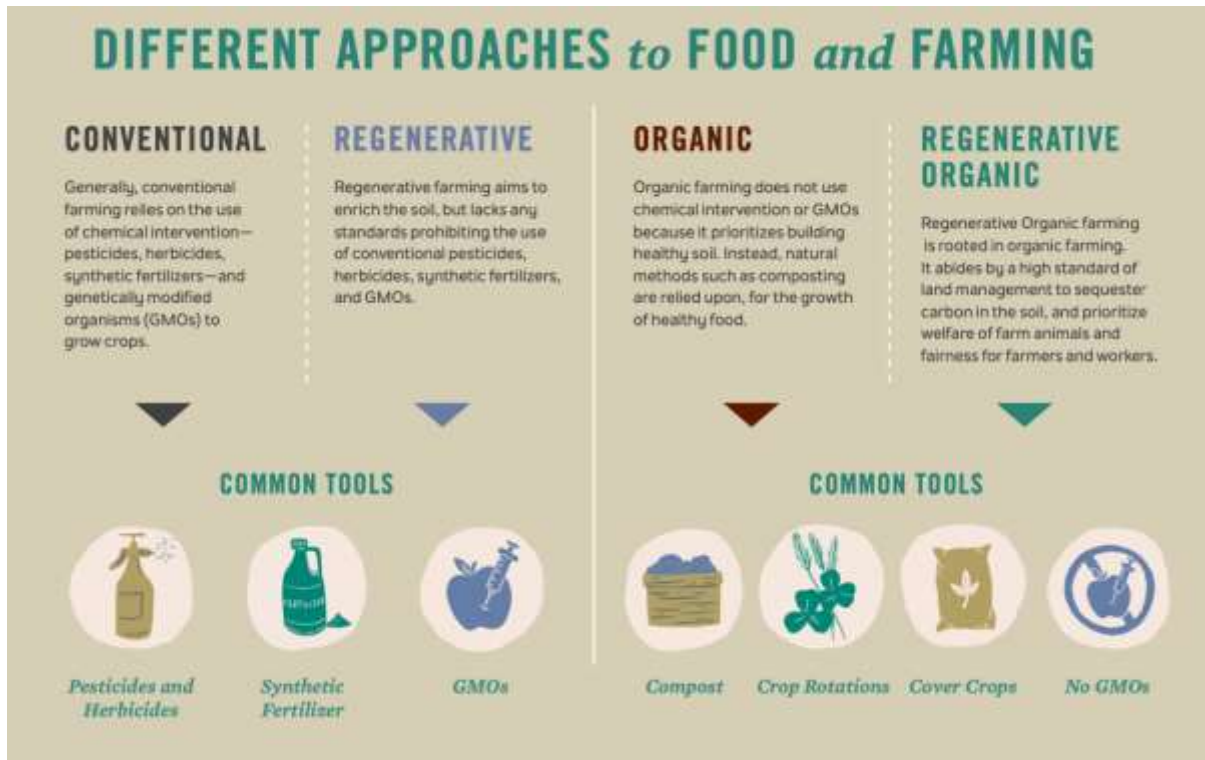 DIFFERENT APPROACHES to FOOD and FARMING
CONVENTIONAL
Generally, conventional
farming relies on the use
of chemical intervention—
pesticides, herbicides,
synthetic fertilizers—and
genetically modified
organisms (GMOs) to
grow crops.
REGENERATIVE
Regenerative farming aims to
enrich the soil, but lacks any
standards prohibiting the use
of conventional pesticides,
herbicides, synthetic fertilizers,
and GMOs.
COMMON TOOLS
Pesticides and
Herbicides
Synthetic
Fertilizer
GMOs
ORGANIC
Organic farming does not use
chemical intervention or GMOs
because it prioritizes building
healthy soil. Instead, natural
methods such as composting
are relied upon, for the growth
of healthy food.
REGENERATIVE
ORGANIC
Regenerative Organic farming
is rooted in organic farming.
It abides by a high standard of
land management to sequester
carbon in the soil, and prioritize
welfare of farm animals and
fairness for farmers and workers.
COMMON TOOLS
Compost
Crop Rotations
Cover Crops
No GMOs